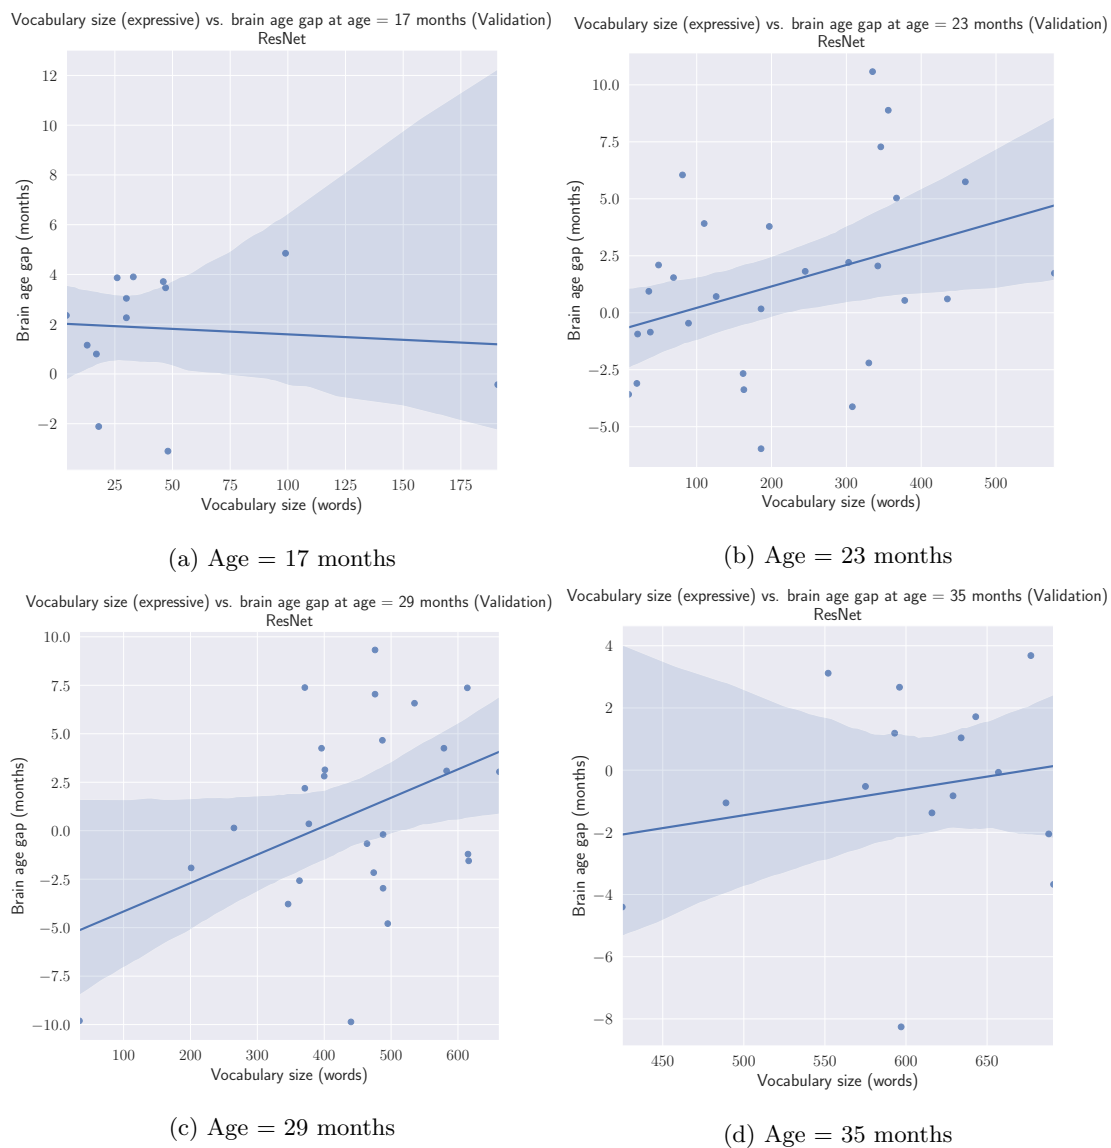 Vocabulary size (expressive) vs. brain age gap at age = 17 months (Validation)
ResNet
12
10
8
6
4
2
0
−2
Brain age gap (months)
25 50 75 100 125 150 175
Vocabulary size (words)
(a) Age = 17 months
Vocabulary size (expressive) vs. brain age gap at age = 23 months (Validation)
ResNet
10.0
7.5
5.0
2.5
0.0
−2.5
−5.0
Brain age gap (months)
100 200 300 400 500
Vocabulary size (words)
(b) Age = 23 months
Vocabulary size (expressive) vs. brain age gap at age = 29 months (Validation)
ResNet
10.0
7.5
5.0
2.5
0.0
−2.5
−5.0
−7.5
−10.0
Brain age gap (months)
100 200 300 400 500 600
Vocabulary size (words)
(c) Age = 29 months
Vocabulary size (expressive) vs. brain age gap at age = 35 months (Validation)
ResNet
4
2
0
−2
−4
−6
−8
Brain age gap (months)
450 500 550 600 650
Vocabulary size (words)
(d) Age = 35 months